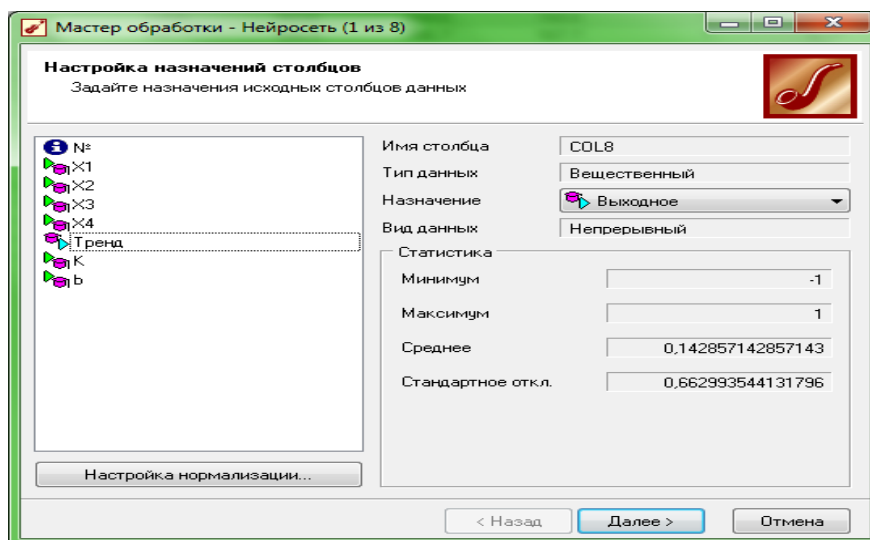 Мастер обработки - Нейросеть (1 из 8)
Настройка назначений столбцов
Задайте назначения исходных столбцов данных
№
X1
X2
X3
X4
Тренд
K
b
Настройка нормализации...
Имя столбца COL8
Тип данных Вещественный
Назначение Выходное
Вид данных Непрерывный
Статистика
Минимум -1
Максимум 1
Среднее 0,142857142857143
Стандартное откл. 0,662993544131796
< Назад Далее > Отмена